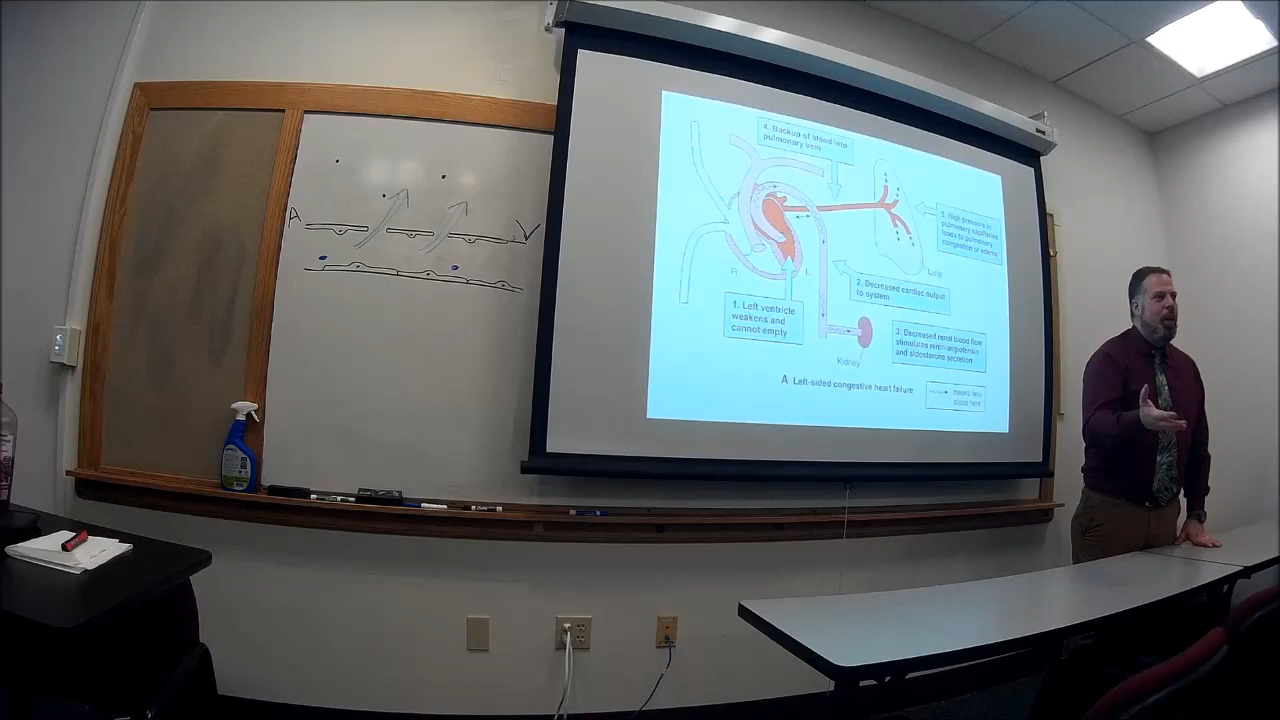 A
V
4. Backup of blood into
pulmonary vein
5. High pressure in
pulmonary capillaries
leads to pulmonary
congestion or edema
Lung
R
L
2. Decreased cardiac output
to system
1. Left ventricle
weakens and
cannot empty
3. Decreased renal blood flow
stimulates renin-angiotensin
and aldosterone secretion
Kidney
A Left-sided congestive heart failure
means less
blood here